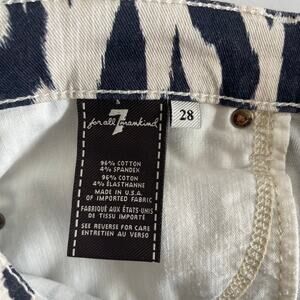 7
for all mankind
28
96% COTTON
4% SPANDEX
96% COTON
4% ÉLASTHANNE
MADE IN U.S.A.
OF IMPORTED FABRIC
FABRIQUÉ AUX ÉTATS-UNIS
DE TISSU IMPORTÉ
SEE REVERSE FOR CARE
ENTRETIEN AU VERSO